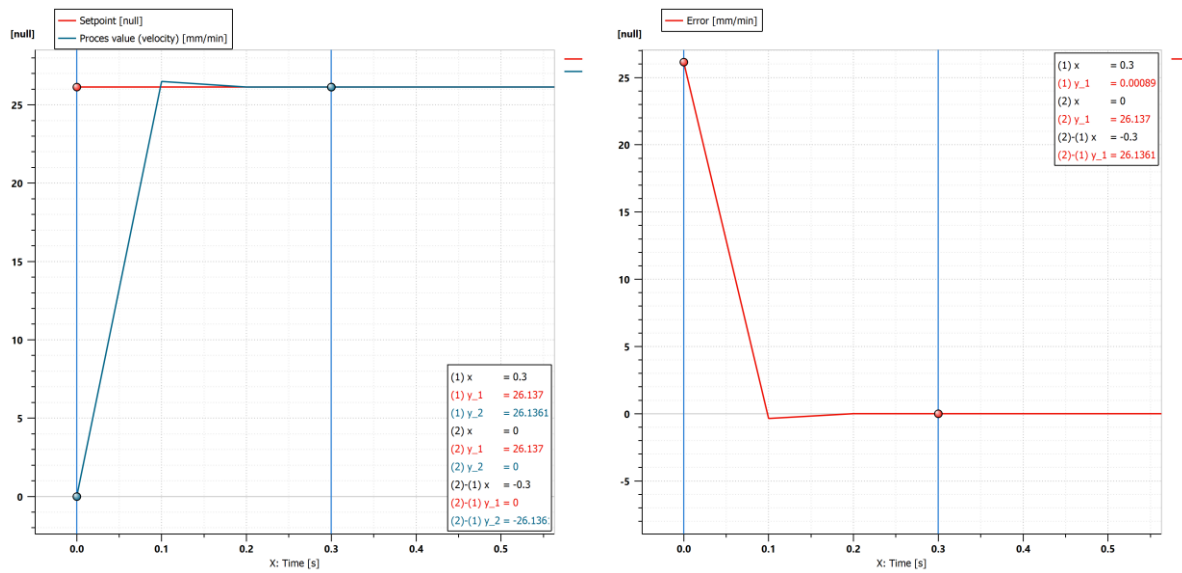 Setpoint [null]
Proces value (velocity) [mm/min]
[null]
25
20
15
10
5
0
0.0
0.1
0.2
0.3
0.4
0.5
X: Time [s]
(1) x = 0.3
(1) y_1 = 26.137
(1) y_2 = 26.1361
(2) x = 0
(2) y_1 = 26.137
(2) y_2 = 0
(2)-(1) x = -0.3
(2)-(1) y_1 = 0
(2)-(1) y_2 = -26.136
Error [mm/min]
[null]
25
20
15
10
5
0
-5
0.0
0.1
0.2
0.3
0.4
0.5
X: Time [s]
(1) x = 0.3
(1) y_1 = 0.00089
(2) x = 0
(2) y_1 = 26.137
(2)-(1) x = -0.3
(2)-(1) y_1 = 26.1361